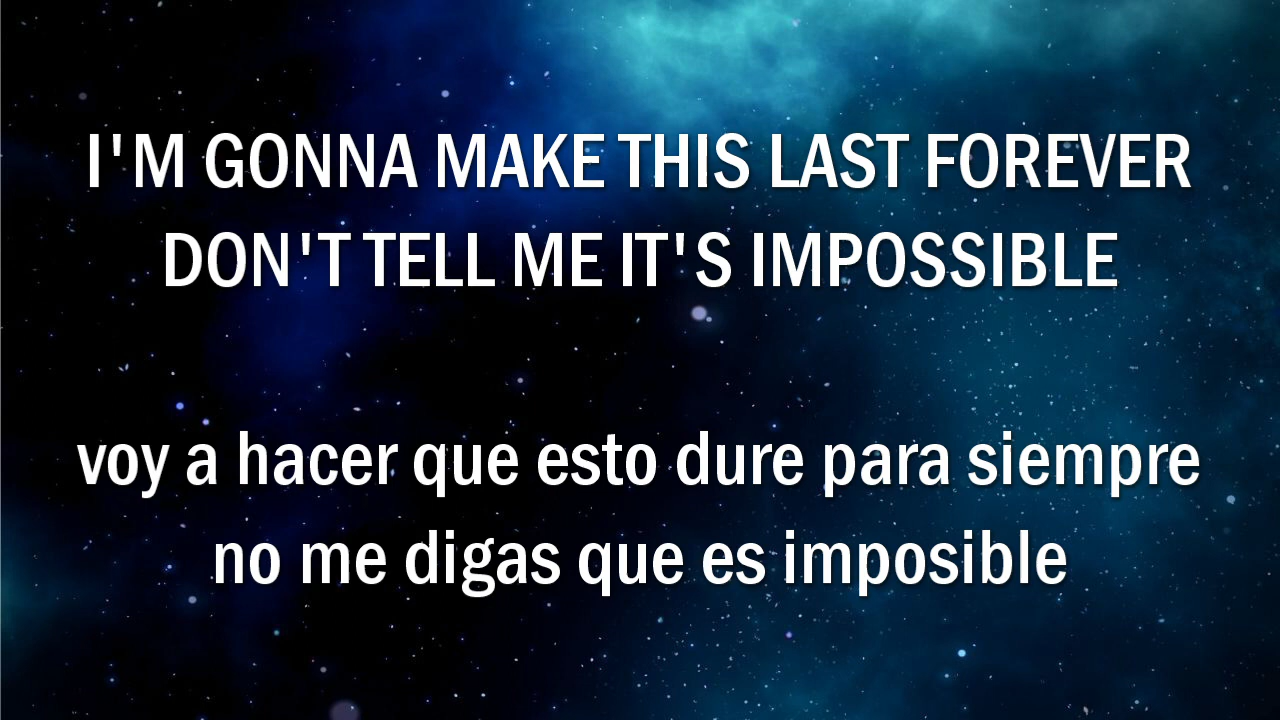 I'M GONNA MAKE THIS LAST FOREVER
DON'T TELL ME IT'S IMPOSSIBLE
voy a hacer que esto dure para siempre
no me digas que es imposible